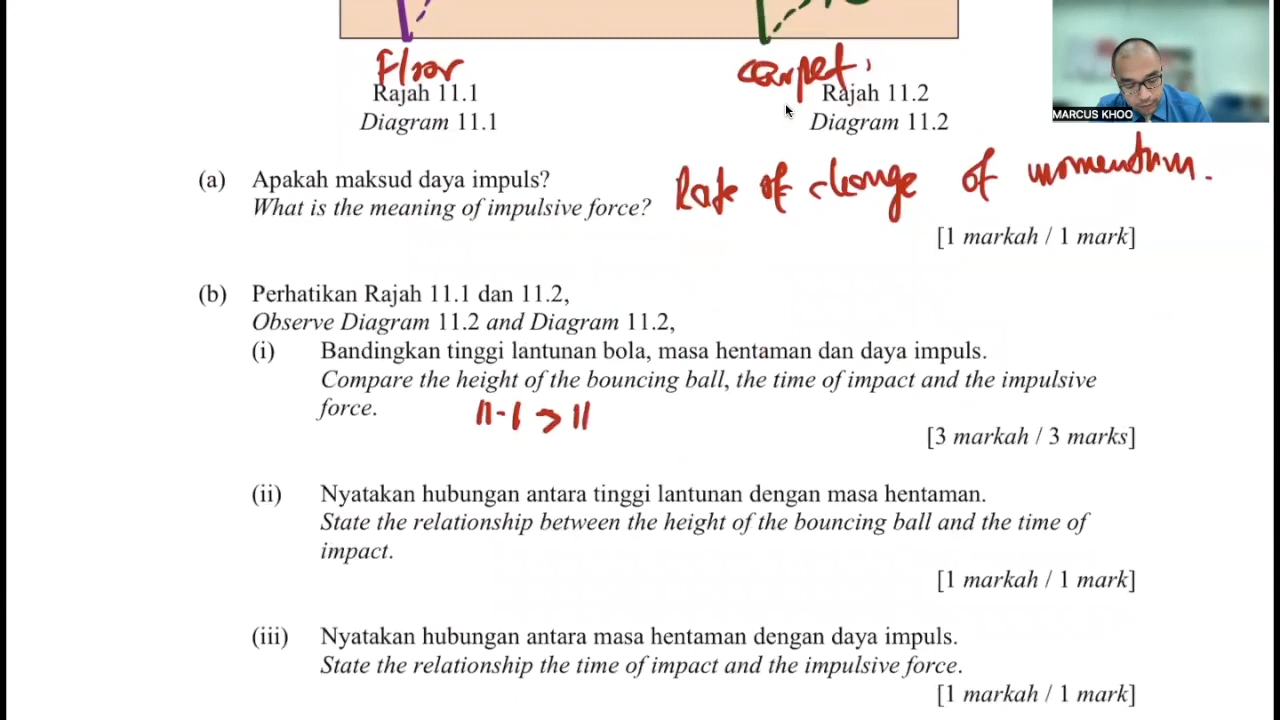 Floor
carpet
Rajah 11.1
Rajah 11.2
Diagram 11.1
Diagram 11.2
MARCUS KHOO
(a) Apakah maksud daya impuls?
What is the meaning of impulsive force?
Rate of change of momentum.
[1 markah / 1 mark]
(b) Perhatikan Rajah 11.1 dan 11.2,
Observe Diagram 11.2 and Diagram 11.2,
(i) Bandingkan tinggi lantunan bola, masa hentaman dan daya impuls.
Compare the height of the bouncing ball, the time of impact and the impulsive
force.
11.1 > 11
[3 markah / 3 marks]
(ii) Nyatakan hubungan antara tinggi lantunan dengan masa hentaman.
State the relationship between the height of the bouncing ball and the time of
impact.
[1 markah / 1 mark]
(iii) Nyatakan hubungan antara masa hentaman dengan daya impuls.
State the relationship the time of impact and the impulsive force.
[1 markah / 1 mark]